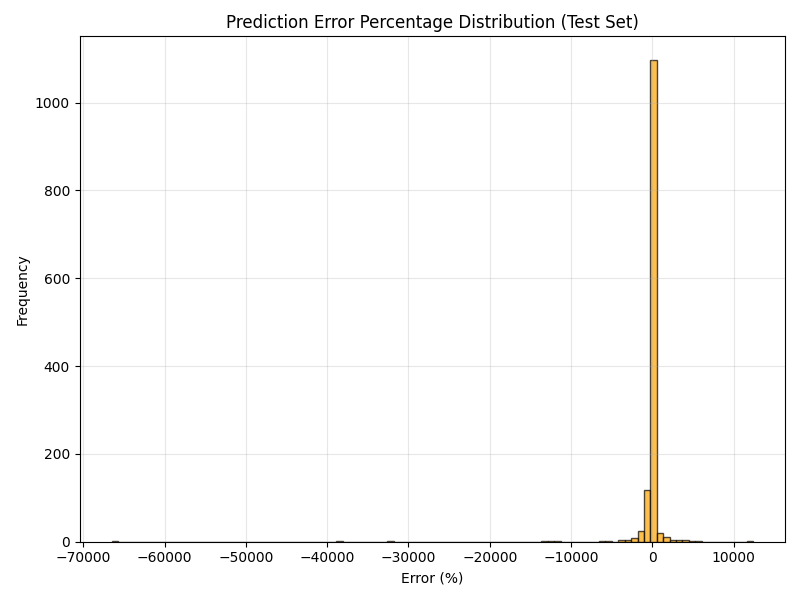 Prediction Error Percentage Distribution (Test Set)
1000
800
600
400
200
0
Frequency
−70000 −60000 −50000 −40000 −30000 −20000 −10000 0 10000
Error (%)